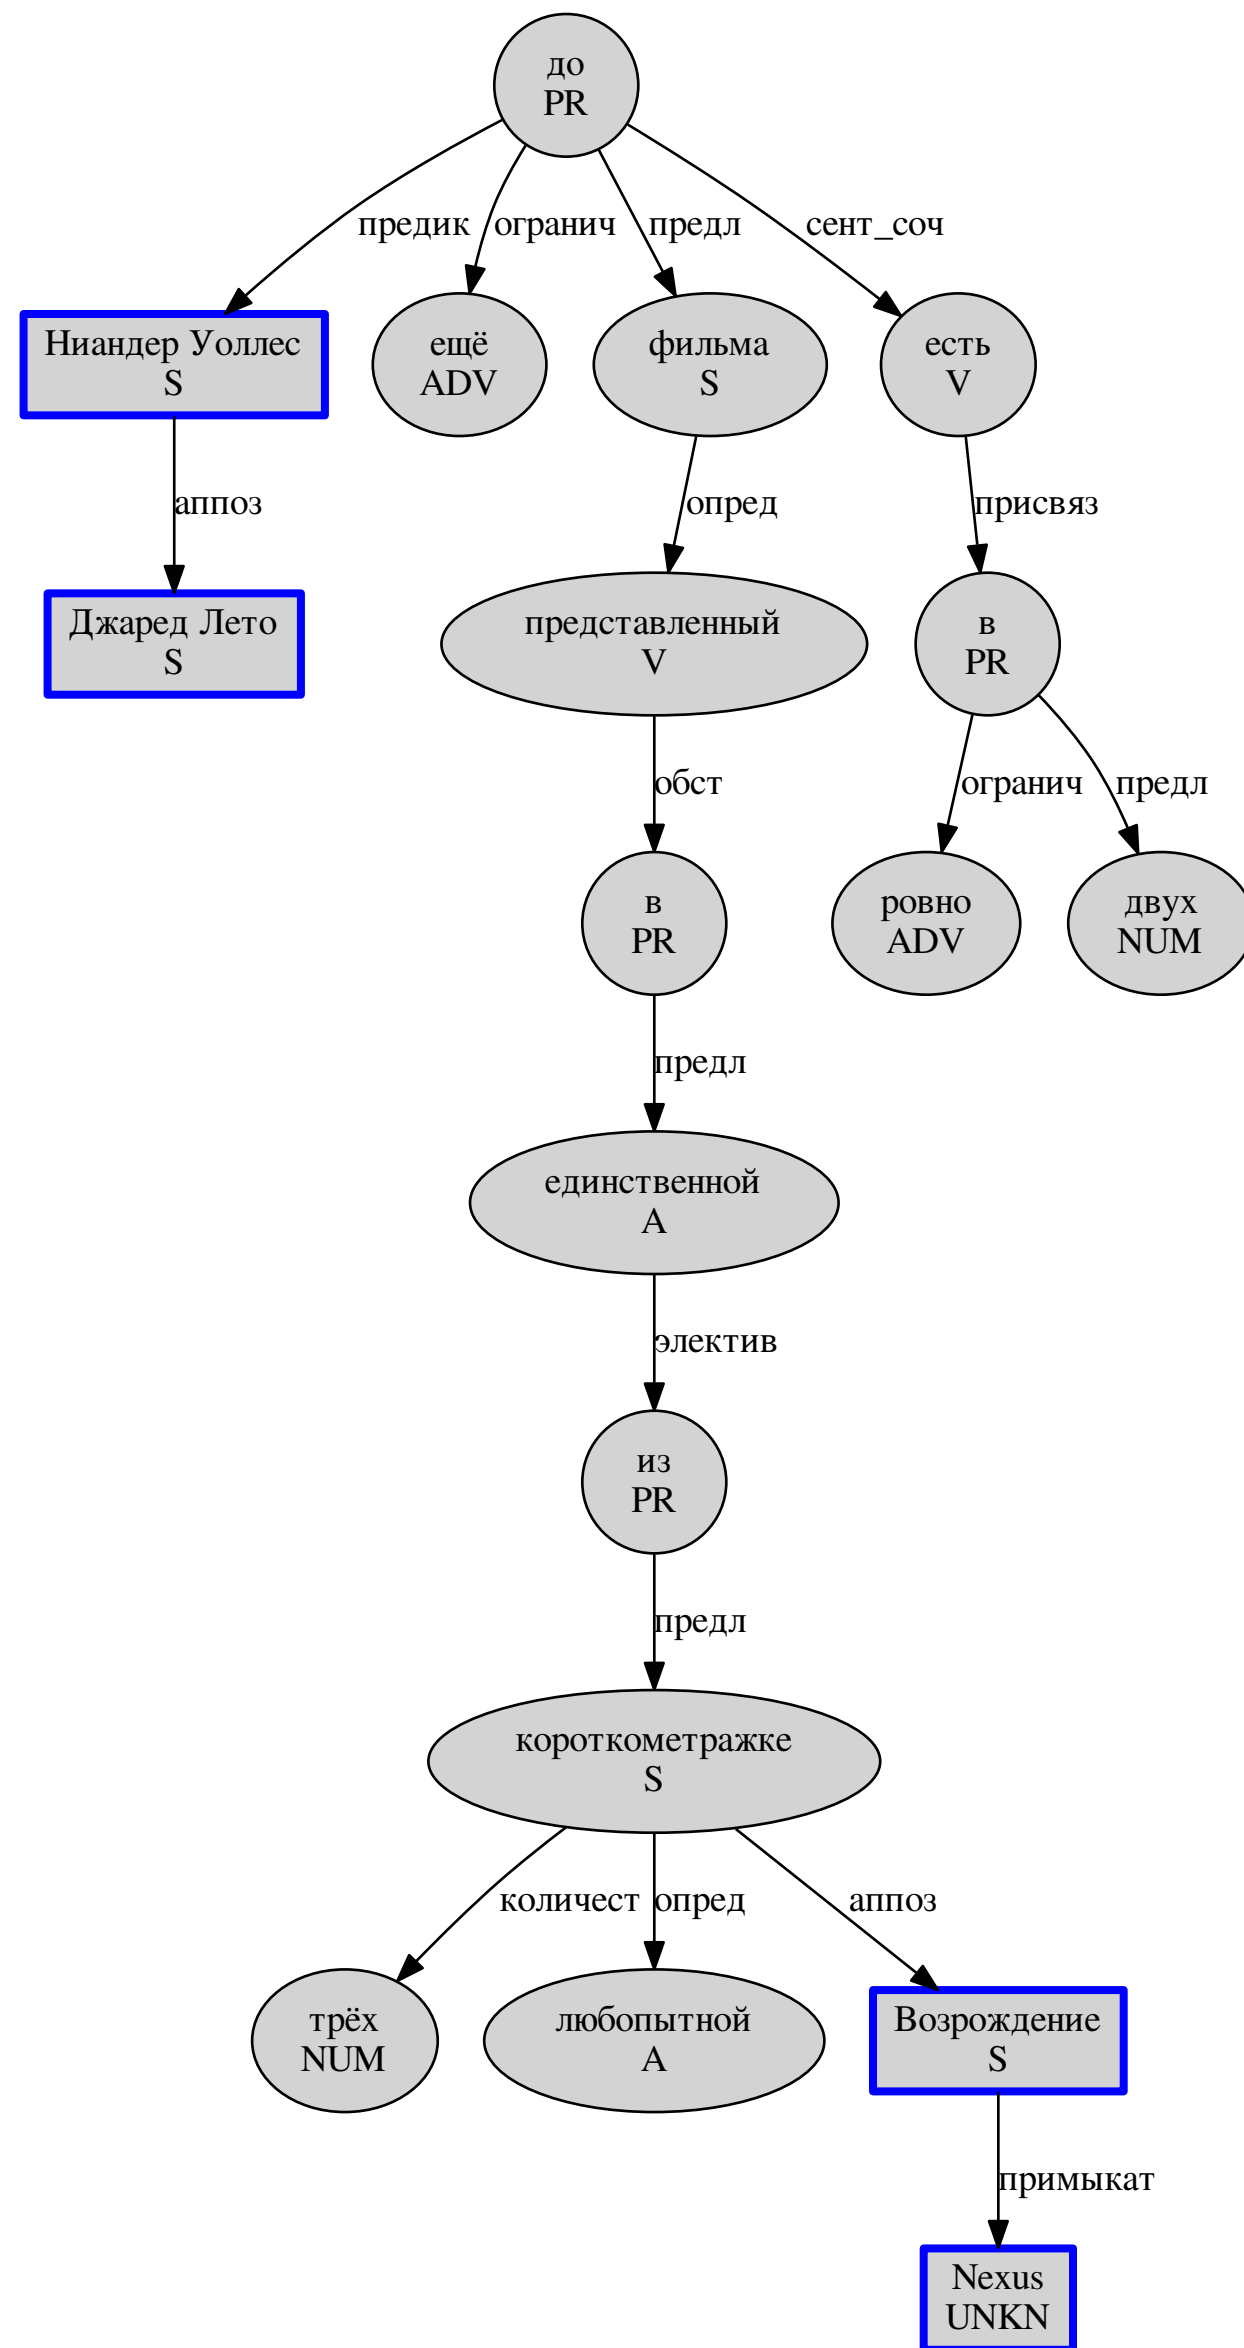 до
PR
предик
огранич
предл
сент_соч
Ниандер Уоллес
S
ещё
ADV
фильма
S
есть
V
аппоз
опред
присвяз
Джаред Лето
S
представленный
V
в
PR
обст
огранич
предл
в
PR
ровно
ADV
двух
NUM
предл
единственной
A
электив
из
PR
предл
короткометражке
S
количест
опред
аппоз
трёх
NUM
любопытной
A
Возрождение
S
примыкат
Nexus
UNKN